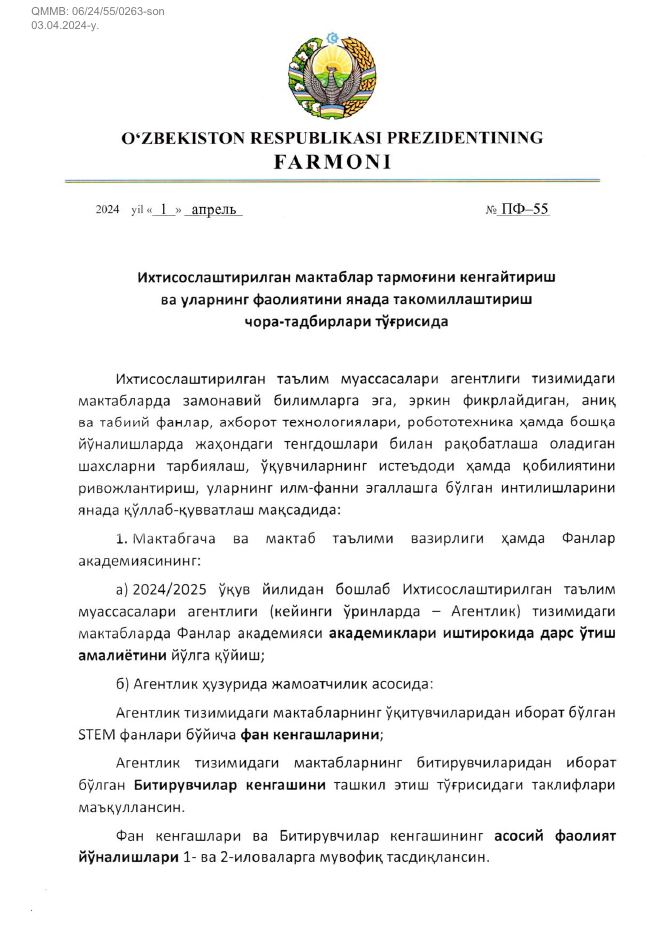 QMMB: 06/24/55/0263-son
03.04.2024-y.
O‘ZBEKISTON RESPUBLIKASI PREZIDENTINING
FARMONI
2024 yil « 1 » апрель № ПФ–55
Ихтисослаштирилган мактаблар тармоғини кенгайтириш
ва уларнинг фаолиятини янада такомиллаштириш
чора-тадбирлари тўғрисида
Ихтисослаштирилган таълим муассасалари агентлиги тизимидаги
мактабларда замонавий билимларга эга, эркин фикрлайдиган, аниқ
ва табиий фанлар, ахборот технологиялари, робототехника ҳамда бошқа
йўналишларда жаҳондаги тенгдошлари билан рақобатлаша оладиган
шахсларни тарбиялаш, ўқувчиларнинг истеъдоди ҳамда қобилиятини
ривожлантириш, уларнинг илм-фанни эгаллашга бўлган интилишларини
янада қўллаб-қувватлаш мақсадида:
1. Мактабгача ва мактаб таълими вазирлиги ҳамда Фанлар
академиясининг:
а) 2024/2025 ўқув йилидан бошлаб Ихтисослаштирилган таълим
муассасалари агентлиги (кейинги ўринларда – Агентлик) тизимидаги
мактабларда Фанлар академияси академиклари иштирокида дарс ўтиш
амалиётини йўлга қўйиш;
б) Агентлик ҳузурида жамоатчилик асосида:
Агентлик тизимидаги мактабларнинг ўқитувчиларидан иборат бўлган
STEM фанлари бўйича фан кенгашларини;
Агентлик тизимидаги мактабларнинг битирувчиларидан иборат
бўлган Битирувчилар кенгашини ташкил этиш тўғрисидаги таклифлари
маъқуллансин.
Фан кенгашлари ва Битирувчилар кенгашининг асосий фаолият
йўналишлари 1- ва 2-иловаларга мувофиқ тасдиқлансин.